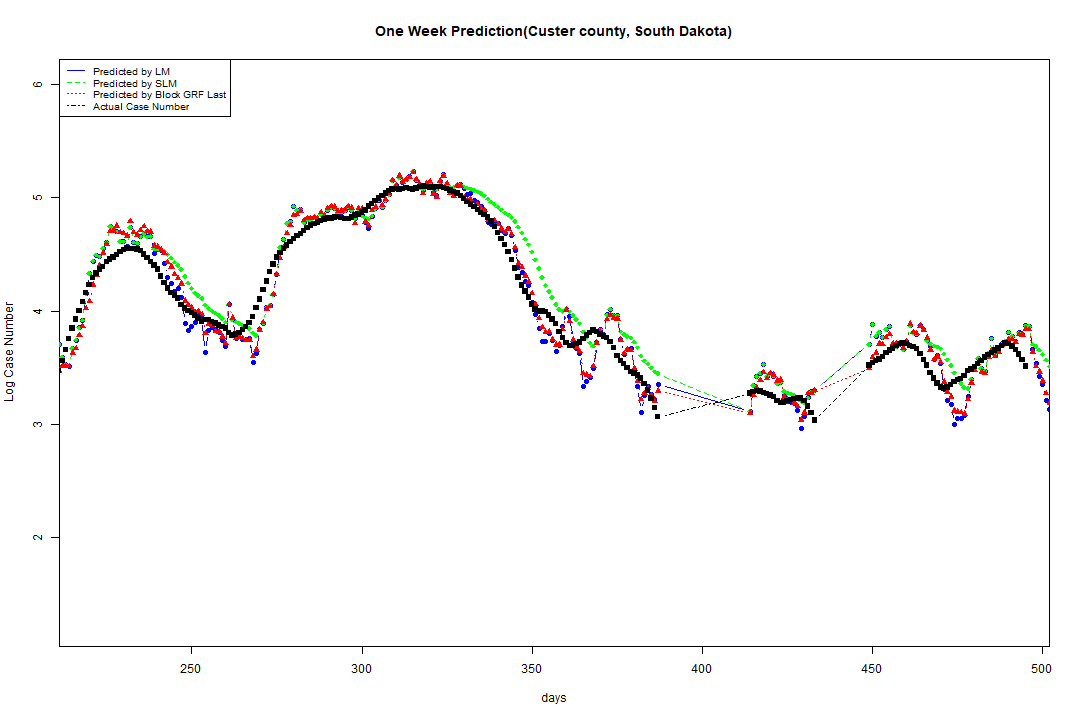 One Week Prediction(Custer county, South Dakota)
Predicted by LM
Predicted by SLM
Predicted by Block GRF Last
Actual Case Number
6
5
4
3
2
Log Case Number
250
300
350
400
450
500
days